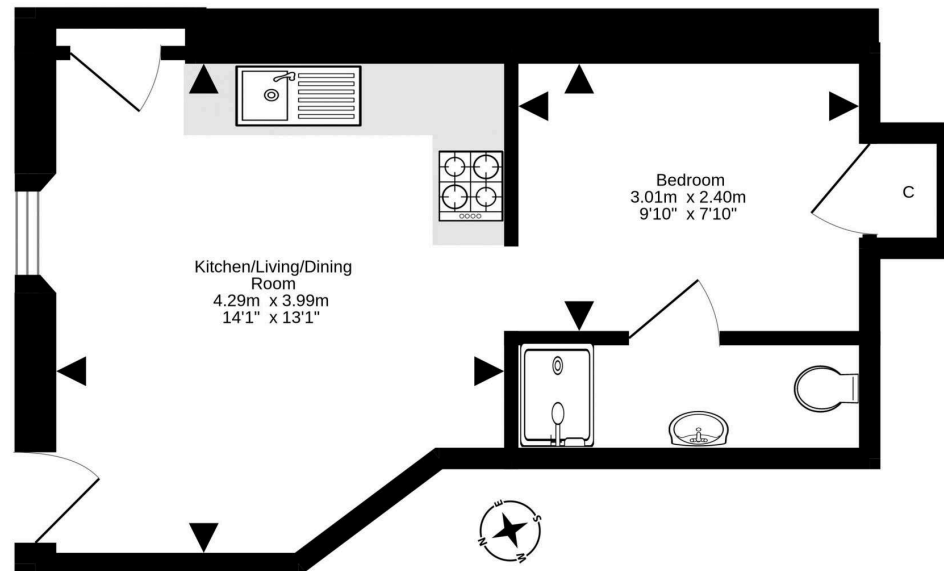 Kitchen/Living/Dining
Room
4.29m x 3.99m
14'1" x 13'1"
Bedroom
3.01m x 2.40m
9'10" x 7'10"
C
E
S
N
W